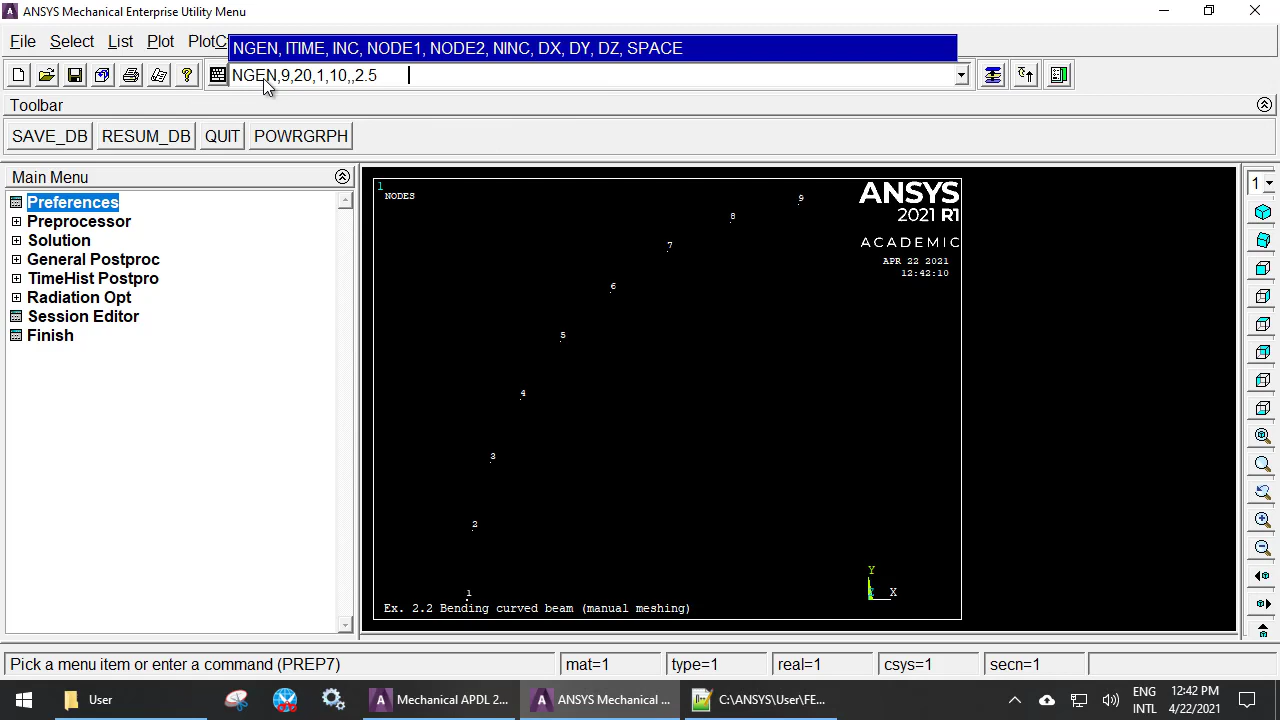 ANSYS Mechanical Enterprise Utility Menu
File Select List Plot PlotC
NGEN, ITIME, INC, NODE1, NODE2, NINC, DX, DY, DZ, SPACE
NGEN,9,20,1,10,,2.5
Toolbar
SAVE_DB RESUM_DB QUIT POWRGRPH
Main Menu
Preferences
Preprocessor
Solution
General Postproc
TimeHist Postpro
Radiation Opt
Session Editor
Finish
1
NODES
ANSYS
2021 R1
ACADEMIC
APR 22 2021
12:42:10
9
8
7
6
5
4
3
2
1
Y
X
Ex. 2.2 Bending curved beam (manual meshing)
1
Pick a menu item or enter a command (PREP7) mat=1 type=1 real=1 csys=1 secn=1
User
Mechanical APDL 2...
ANSYS Mechanical ...
C:\ANSYS\User\FE...
ENG
INTL
12:42 PM
4/22/2021